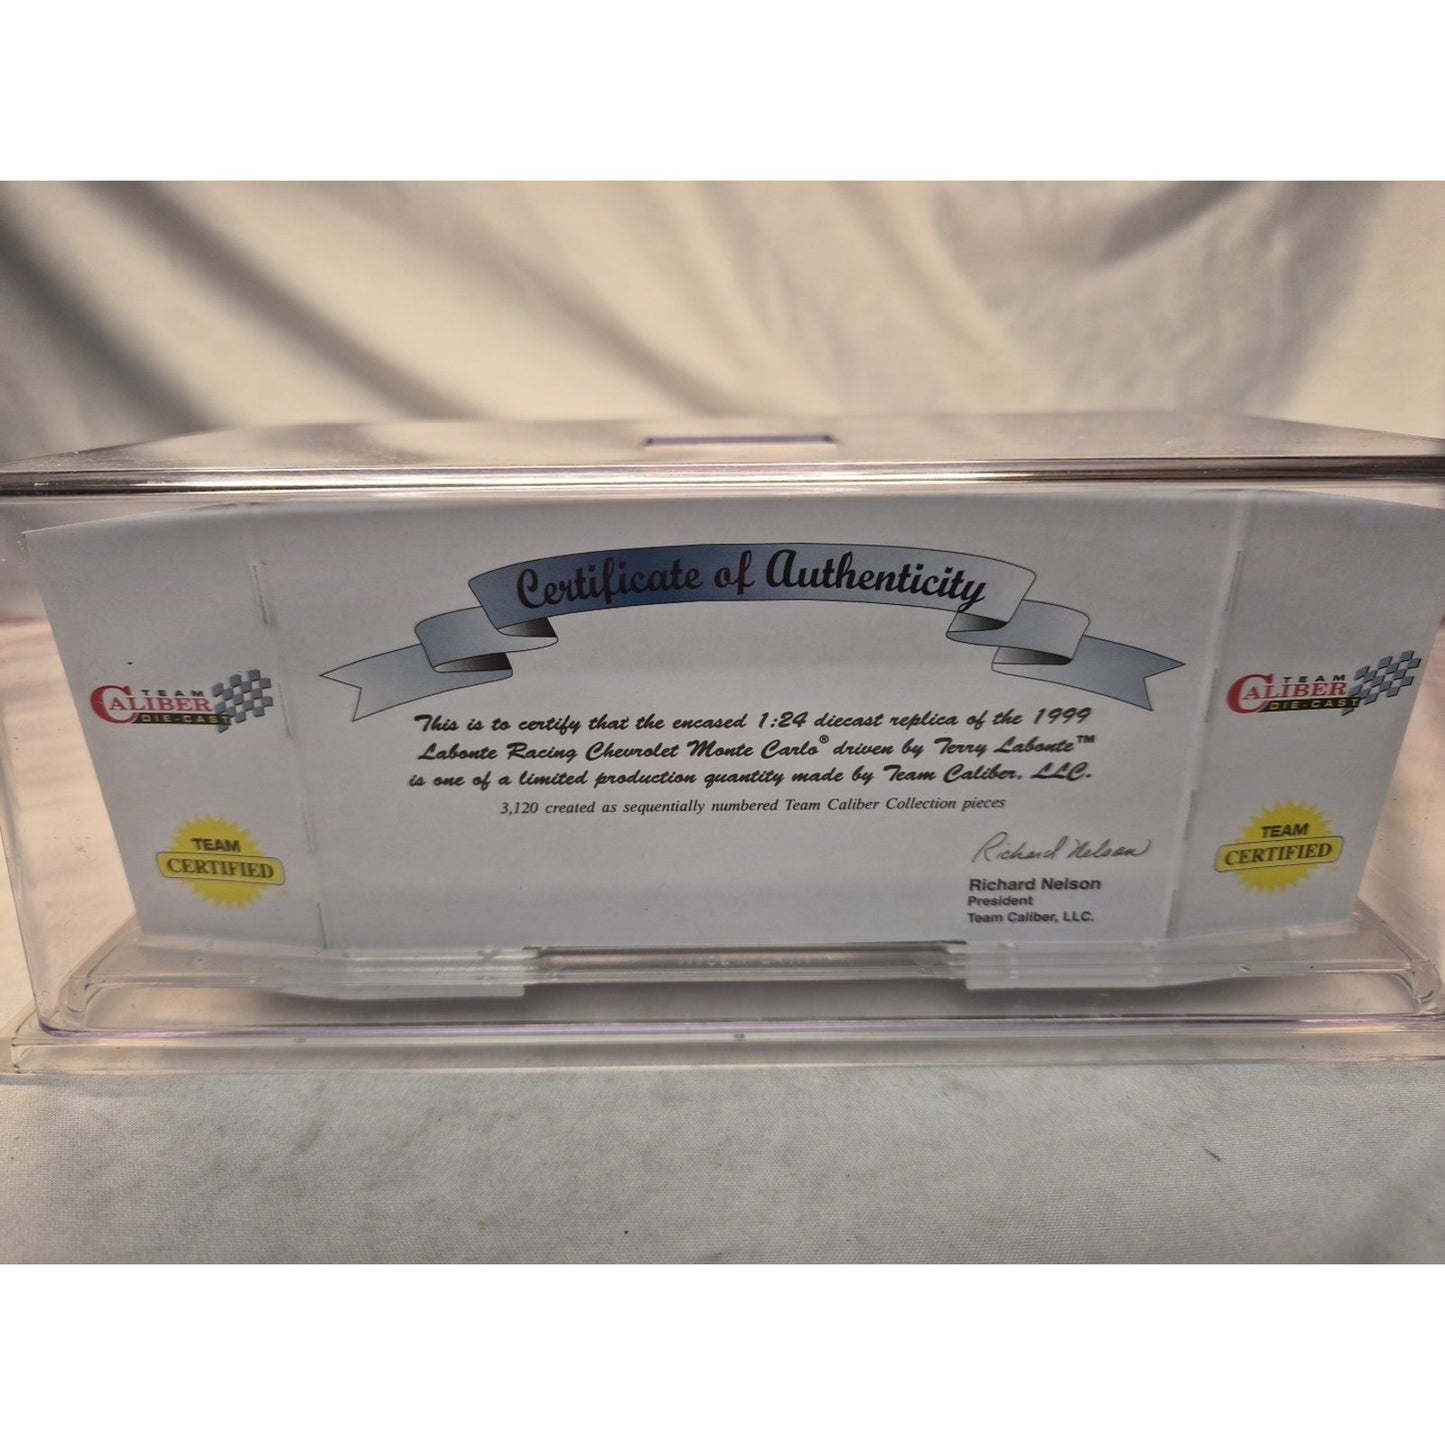 Certificate of Authenticity
TEAM
CALIBER
DIE-CAST
TEAM
CALIBER
DIE-CAST
This is to certify that the encased 1:24 diecast replica of the 1999
Labonte Racing Chevrolet Monte Carlo® driven by Terry Labonte™
is one of a limited production quantity made by Team Caliber, LLC.
3,120 created as sequentially numbered Team Caliber Collection pieces
TEAM
CERTIFIED
TEAM
CERTIFIED
Richard Nelson
Richard Nelson
President
Team Caliber, LLC.